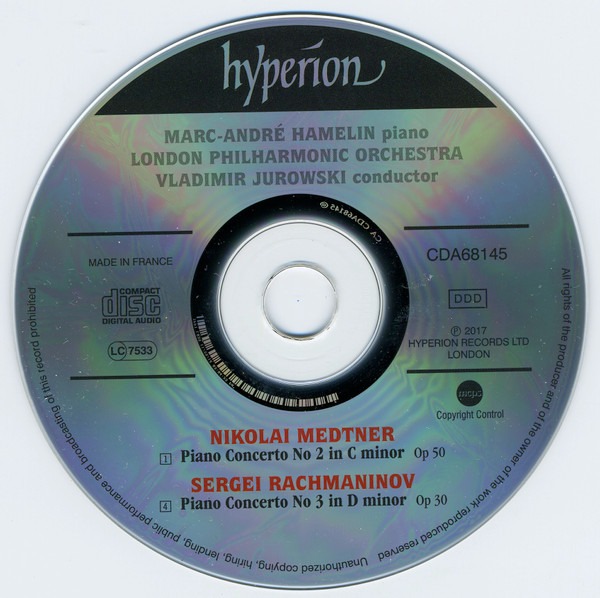 hyperion
MARC-ANDRÉ HAMELIN piano
LONDON PHILHARMONIC ORCHESTRA
VLADIMIR JUROWSKI conductor
CA CDA68145 @
MADE IN FRANCE
CDA68145
COMPACT
disc
DIGITAL AUDIO
DDD
LC 7533
℗ 2017
HYPERION RECORDS LTD
LONDON
mcps
Copyright Control
NIKOLAI MEDTNER
1 Piano Concerto No 2 in C minor Op 50
SERGEI RACHMANINOV
4 Piano Concerto No 3 in D minor Op 30
All rights of the producer and of the owner of the work reproduced reserved
Unauthorized copying, hiring, lending, public performance and broadcasting of this record prohibited